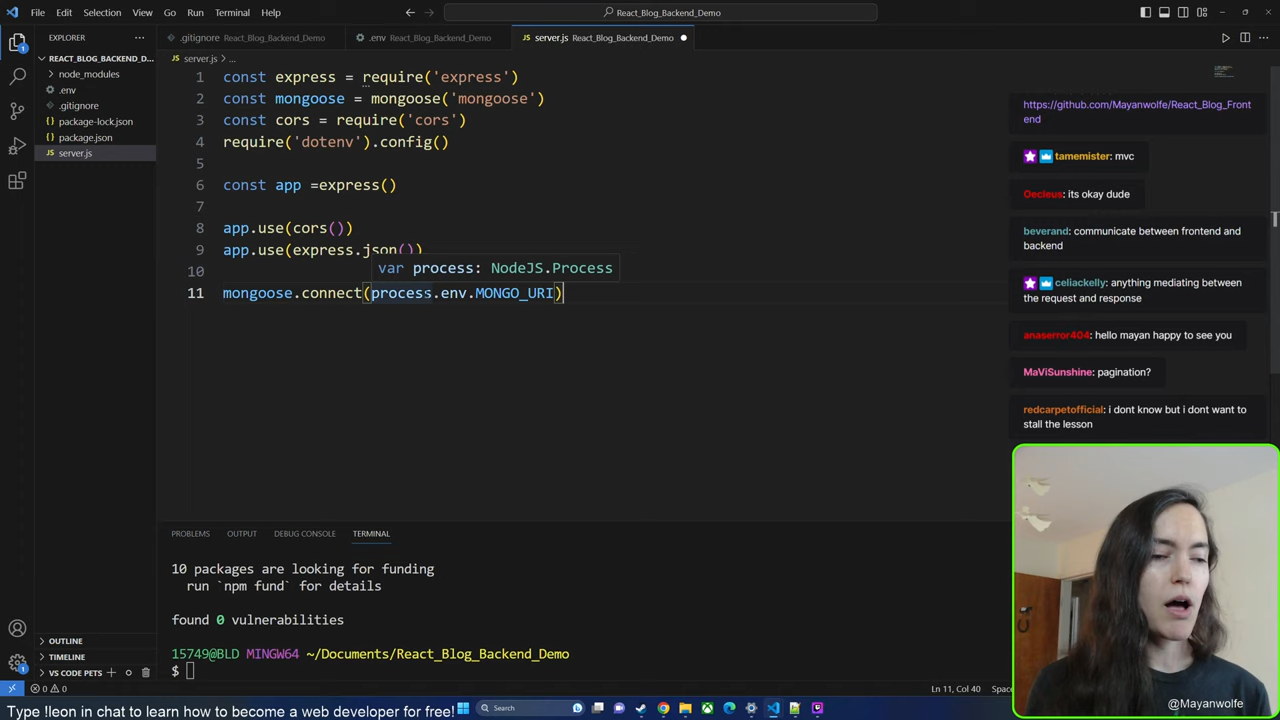 File Edit Selection View Go Run Terminal Help
React_Blog_Backend_Demo
EXPLORER
REACT_BLOG_BACKEND_D...
node_modules
.env
.gitignore
package-lock.json
package.json
JS server.js
OUTLINE
TIMELINE
VS CODE PETS
.gitignore React_Blog_Backend_Demo
.env React_Blog_Backend_Demo
JS server.js React_Blog_Backend_Demo
JS server.js > ...
1 const express = require('express')
2 const mongoose = mongoose('mongoose')
3 const cors = require('cors')
4 require('dotenv').config()
5
6 const app =express()
7
8 app.use(cors())
9 app.use(express.json())
10
var process: NodeJS.Process
11 mongoose.connect(process.env.MONGO_URI)
PROBLEMS OUTPUT DEBUG CONSOLE TERMINAL
10 packages are looking for funding
run `npm fund` for details
found 0 vulnerabilities
15749@BLD MINGW64 ~/Documents/React_Blog_Backend_Demo
$
https://github.com/Mayanwolfe/React_Blog_Front
end
tamemister: mvc
Oecleus: its okay dude
beverand: communicate between frontend and
backend
celiackelly: anything mediating between
the request and response
anaserror404: hello mayan happy to see you
MaViSunshine: pagination?
redcarpetofficial: i dont know but i dont want to
stall the lesson
@Mayanwolfe
0 0
Ln 11, Col 40
Type !leon in chat to learn how to become a web developer for free!
Search